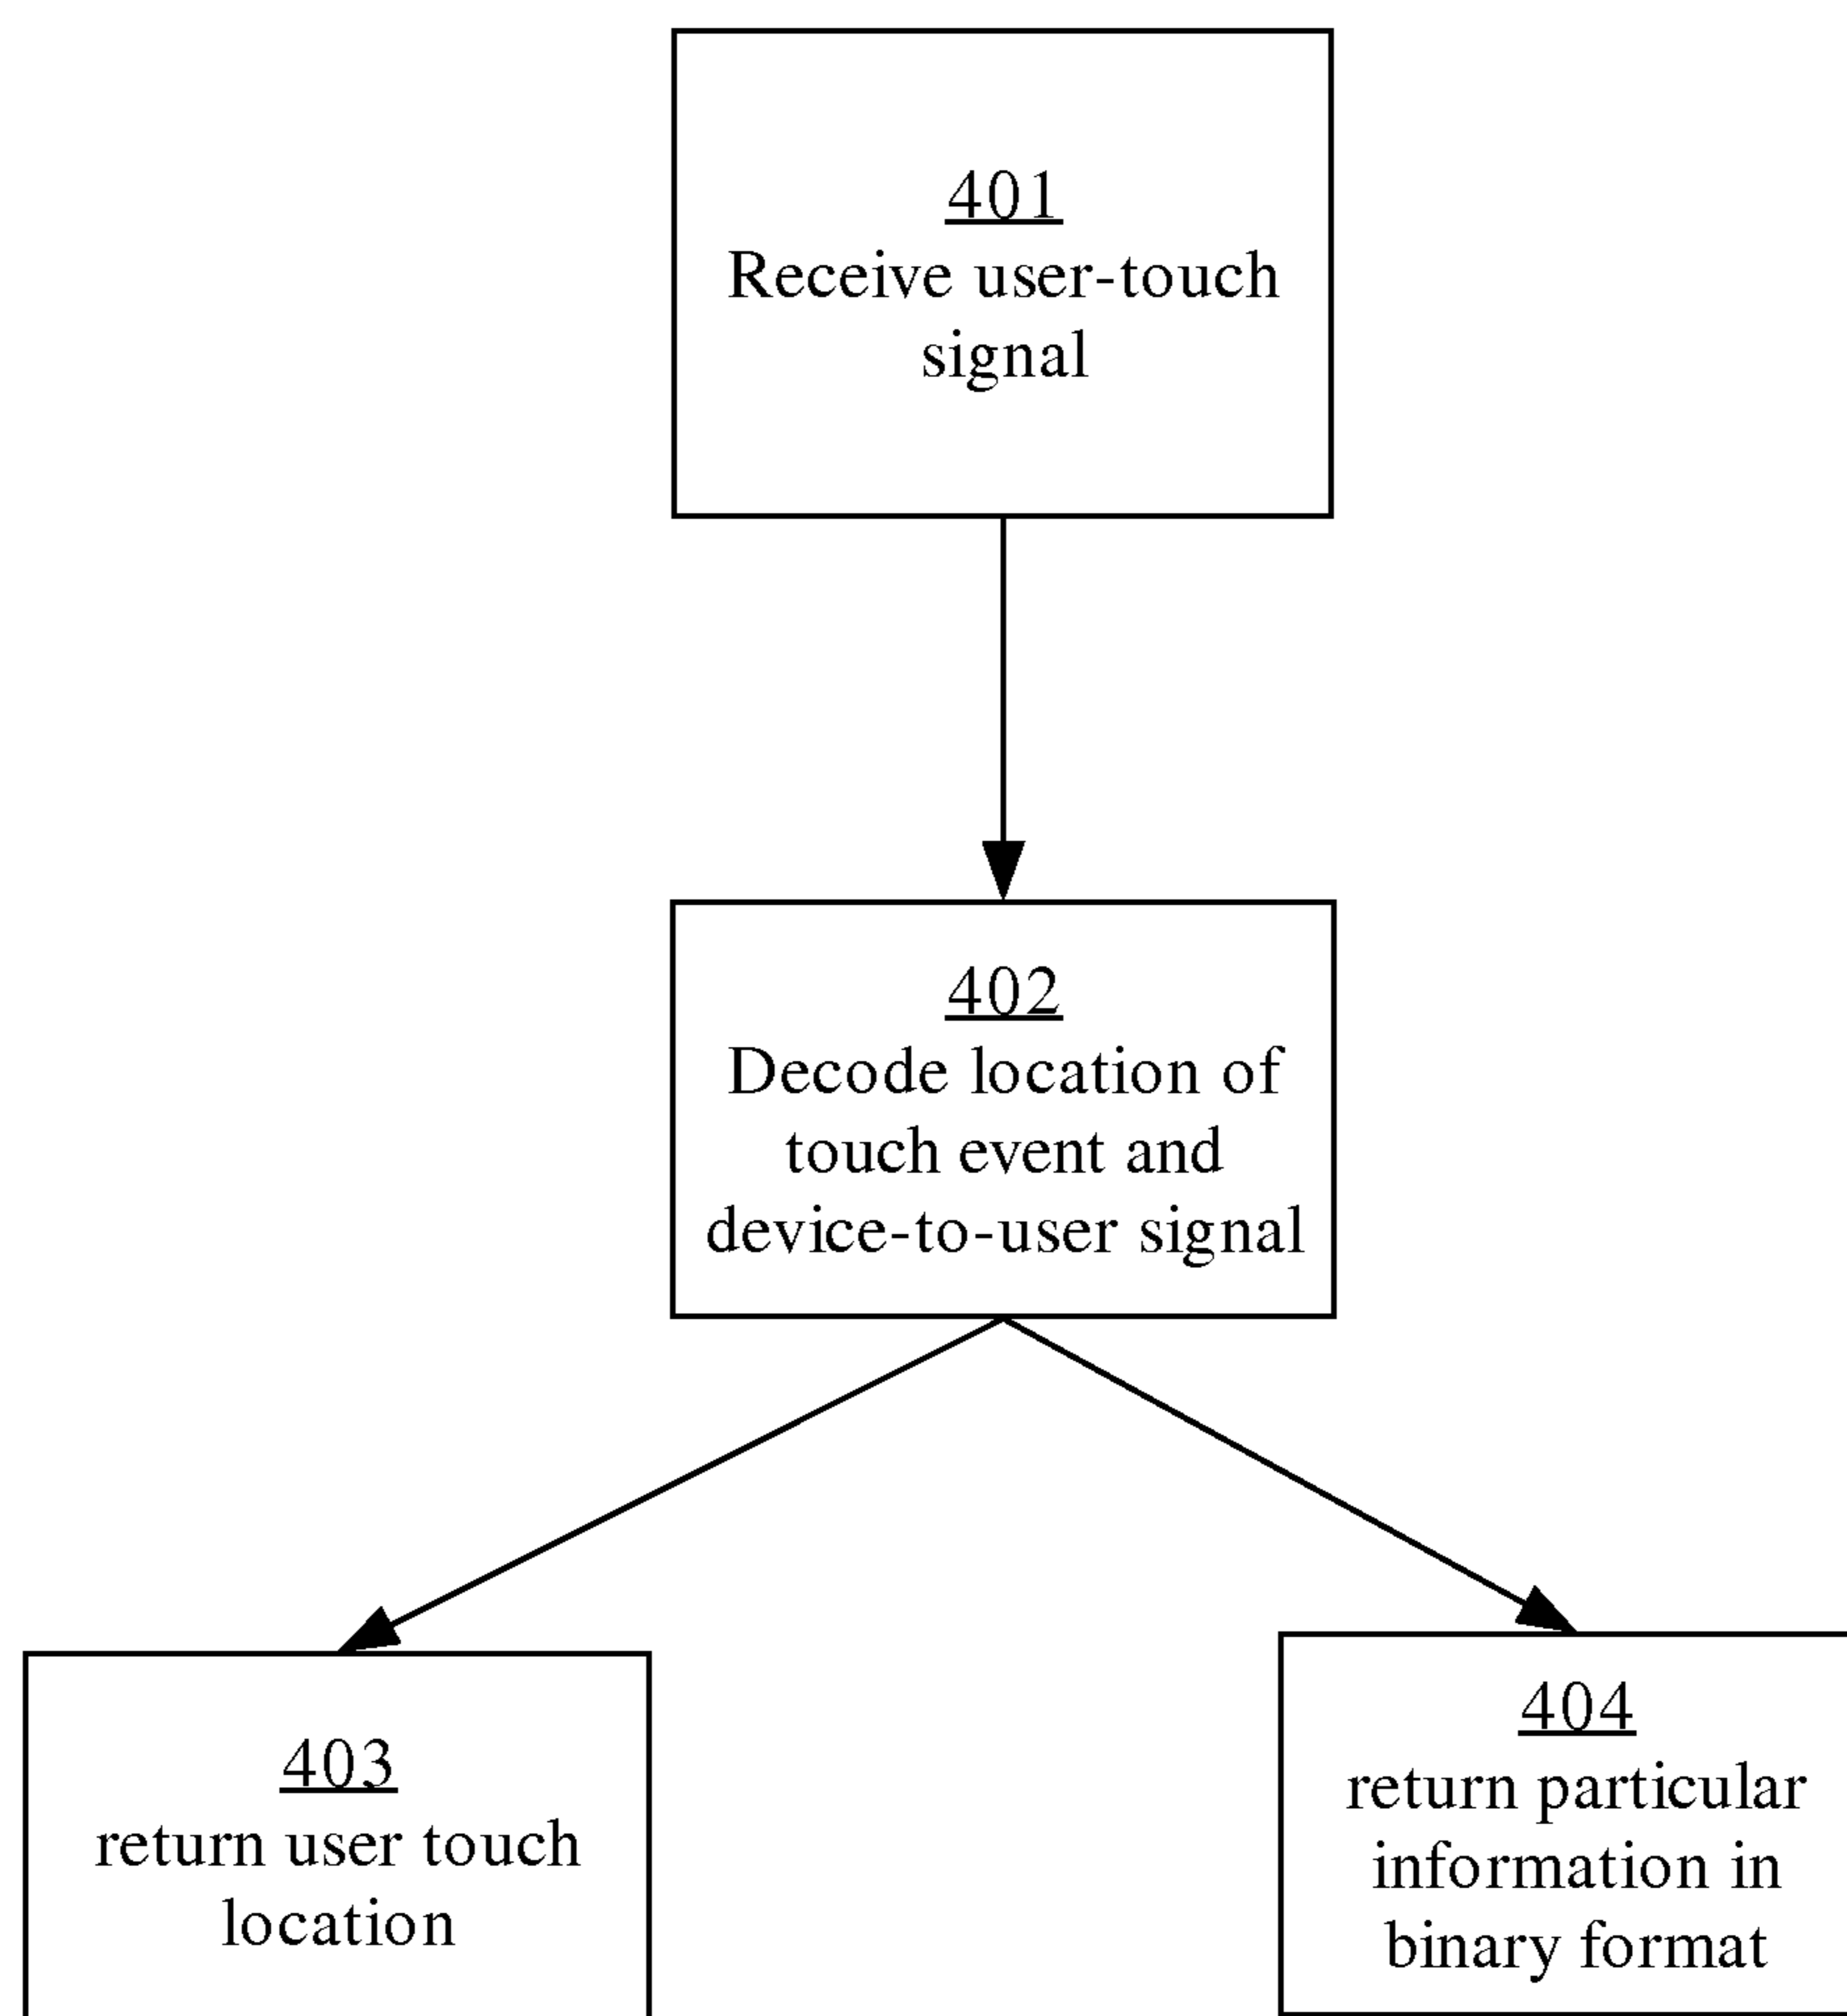 401
Receive user-touch
signal
402
Decode location of
touch event and
device-to-user signal
403
return user touch
location
404
return particular
information in
binary format